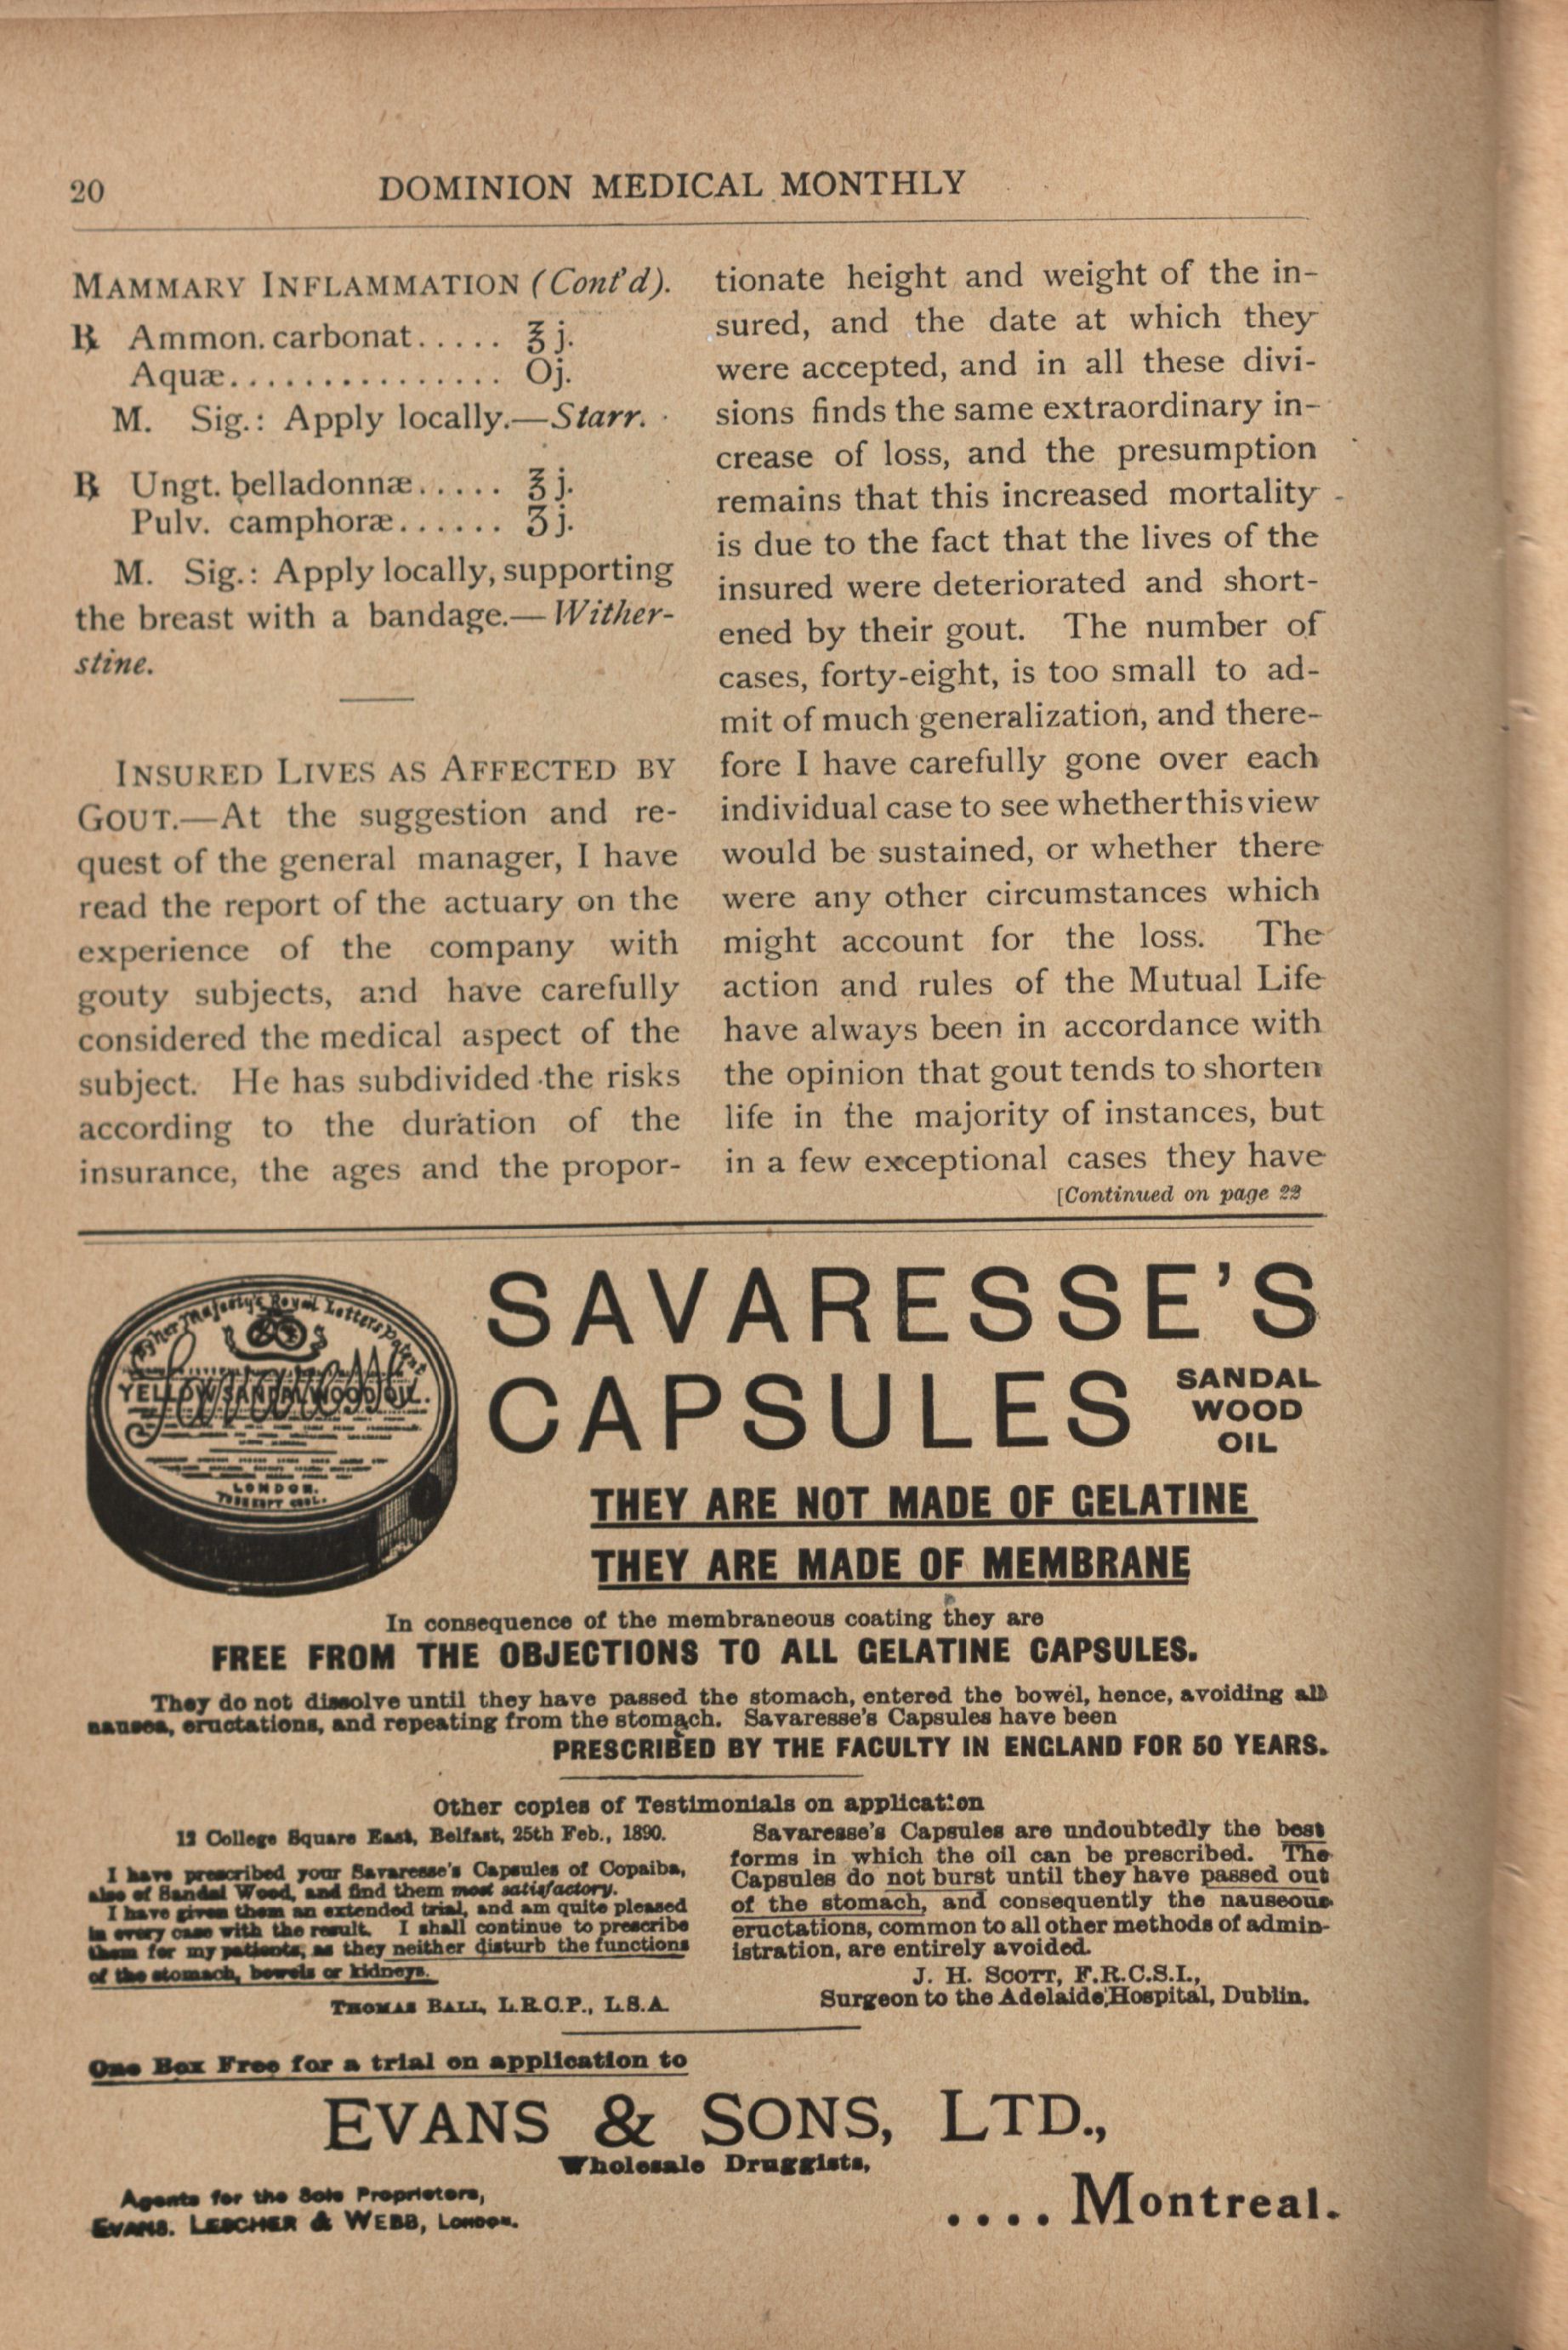 20
DOMINION MEDICAL MONTHLY
MAMMARY INFLAMMATION (Cont'd).
℞ Ammon. carbonat..... ℥ j.
Aquæ............... Oj.
M. Sig.: Apply locally.—Starr.
℞ Ungt. belladonnæ..... ℥ j.
Pulv. camphoræ...... ʒ j.
M. Sig.: Apply locally, supporting
the breast with a bandage.—Wither-
stine.
INSURED LIVES AS AFFECTED BY
GOUT.—At the suggestion and re-
quest of the general manager, I have
read the report of the actuary on the
experience of the company with
gouty subjects, and have carefully
considered the medical aspect of the
subject. He has subdivided the risks
according to the duration of the
insurance, the ages and the propor-
tionate height and weight of the in-
sured, and the date at which they
were accepted, and in all these divi-
sions finds the same extraordinary in-
crease of loss, and the presumption
remains that this increased mortality
is due to the fact that the lives of the
insured were deteriorated and short-
ened by their gout. The number of
cases, forty-eight, is too small to ad-
mit of much generalization, and there-
fore I have carefully gone over each
individual case to see whether this view
would be sustained, or whether there
were any other circumstances which
might account for the loss. The
action and rules of the Mutual Life
have always been in accordance with
the opinion that gout tends to shorten
life in the majority of instances, but
in a few exceptional cases they have
[Continued on page 22
By Her Majesty's Royal Letters Patent
YELLOW SANDAL WOOD OIL.
LONDON.
SAVARESSE'S
CAPSULES
SANDAL
WOOD
OIL
THEY ARE NOT MADE OF GELATINE
THEY ARE MADE OF MEMBRANE
In consequence of the membraneous coating they are
FREE FROM THE OBJECTIONS TO ALL GELATINE CAPSULES.
They do not dissolve until they have passed the stomach, entered the bowel, hence, avoiding all
nausea, eructations, and repeating from the stomach. Savaresse's Capsules have been
PRESCRIBED BY THE FACULTY IN ENGLAND FOR 50 YEARS.
Other copies of Testimonials on application
12 College Square East, Belfast, 25th Feb., 1890.
I have prescribed your Savaresse's Capsules of Copaiba,
also of Sandal Wood, and find them most satisfactory.
I have given them an extended trial, and am quite pleased
in every case with the result. I shall continue to prescribe
them for my patients, as they neither disturb the functions
of the stomach, bowels or kidneys.
THOMAS BALL, L.R.C.P., L.S.A.
Savaresse's Capsules are undoubtedly the best
forms in which the oil can be prescribed. The
Capsules do not burst until they have passed out
of the stomach, and consequently the nauseous
eructations, common to all other methods of admin-
istration, are entirely avoided.
J. H. SCOTT, F.R.C.S.I.,
Surgeon to the Adelaide Hospital, Dublin.
One Box Free for a trial on application to
EVANS & SONS, LTD.,
Wholesale Druggists,
Agents for the Sole Proprietors,
EVANS, LESCHER & WEBB, LONDON.
.... Montreal.